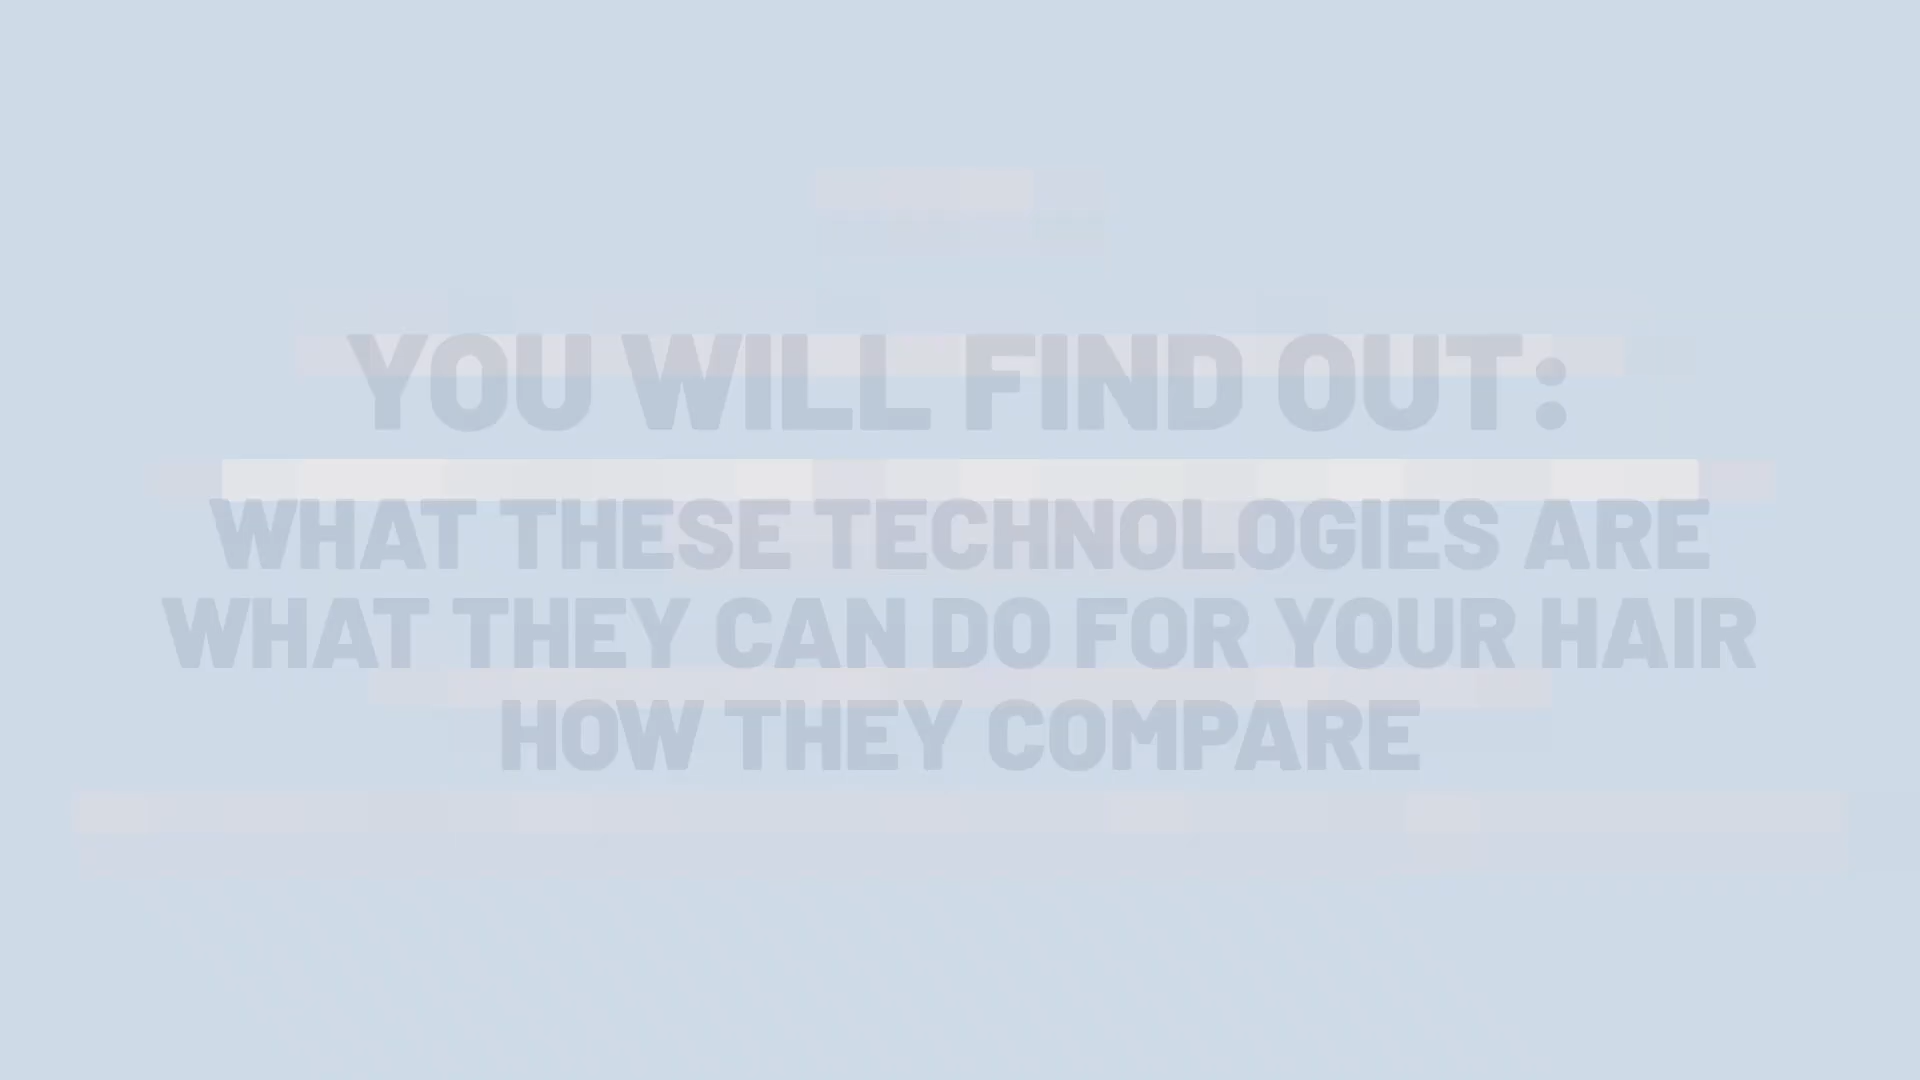 YOU WILL FIND OUT:
WHAT THESE TECHNOLOGIES ARE
WHAT THEY CAN DO FOR YOUR HAIR
HOW THEY COMPARE